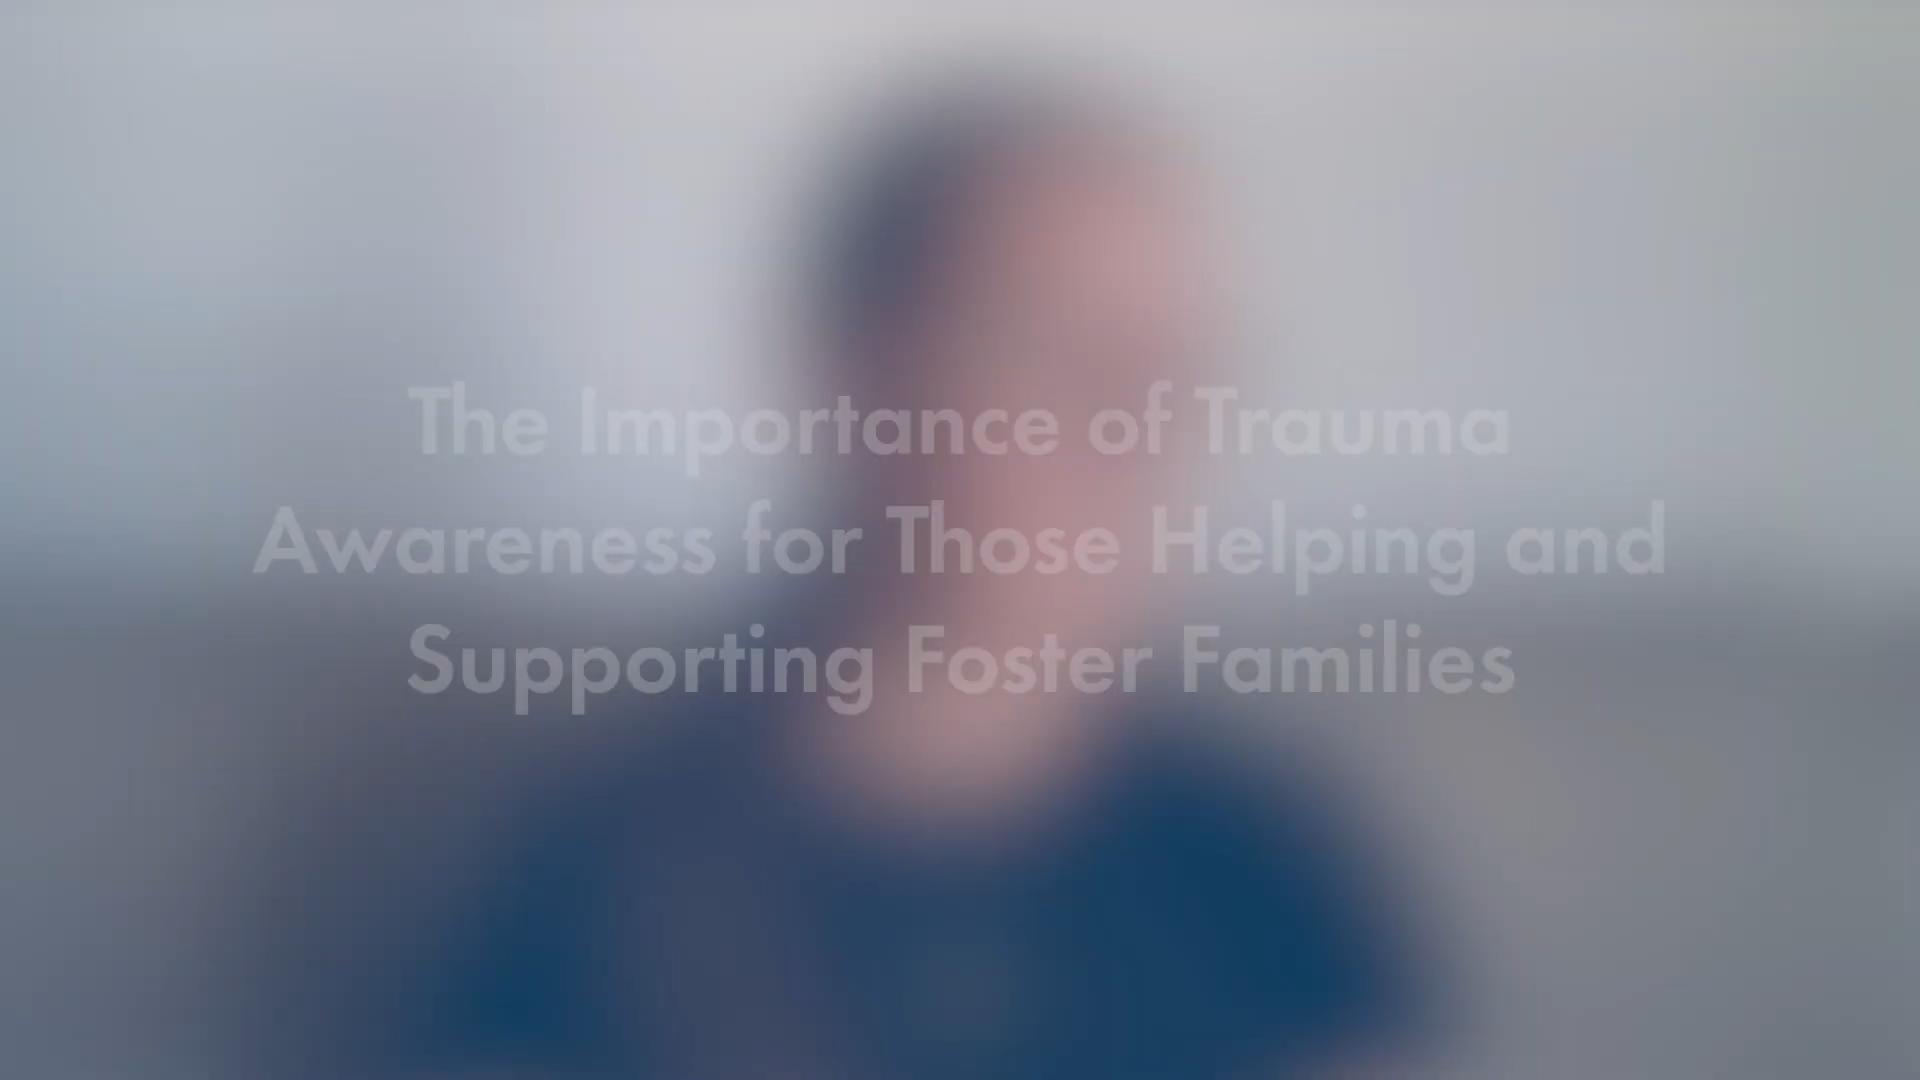 The Importance of Trauma
Awareness for Those Helping and
Supporting Foster Families